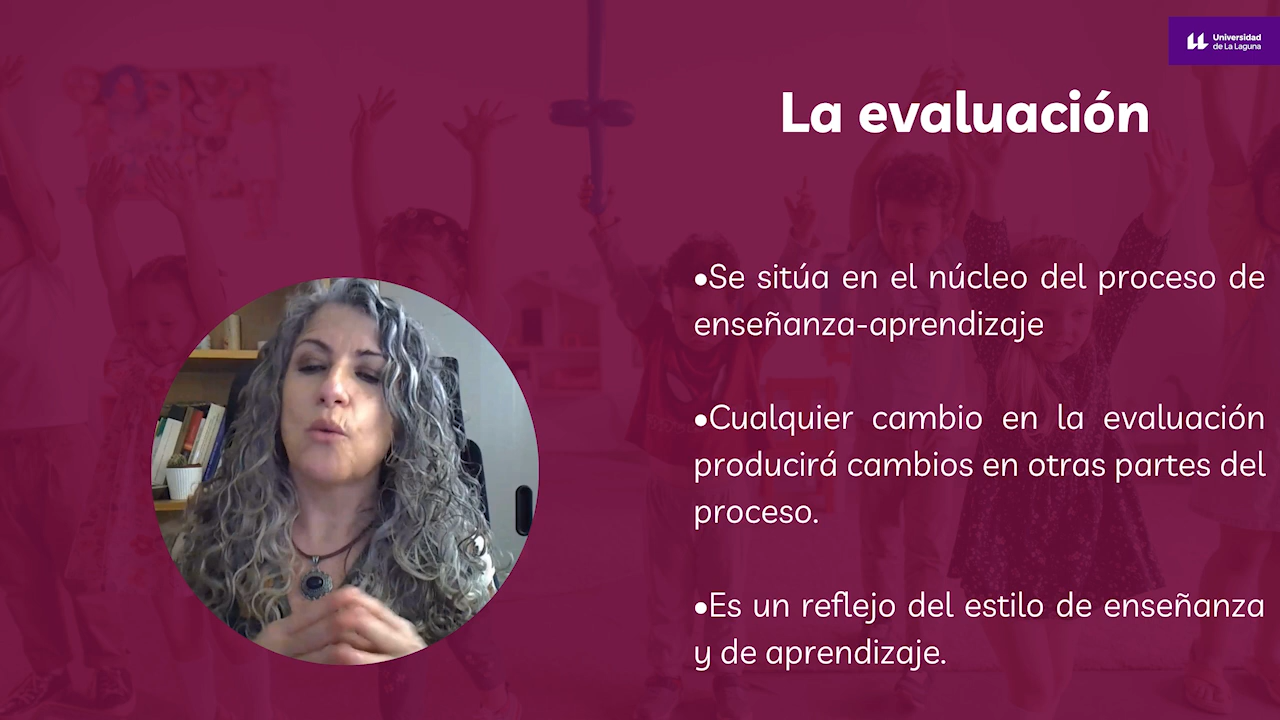 Universidad
de La Laguna
La evaluación
•Se sitúa en el núcleo del proceso de
enseñanza-aprendizaje
•Cualquier cambio en la evaluación
producirá cambios en otras partes del
proceso.
•Es un reflejo del estilo de enseñanza
y de aprendizaje.